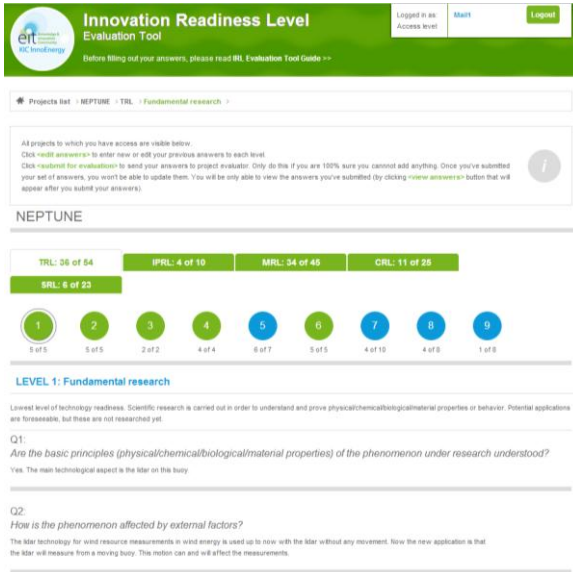 Innovation Readiness Level
Evaluation Tool
Before filling out your answers, please read IRL Evaluation Tool Guide >>
eit
KIC InnoEnergy
Logged in as: Mail1
Access level:
Logout
Projects list > NEPTUNE > TRL > Fundamental research >
All projects to which you have access are visible below.
Click <edit answers> to enter new or edit your previous answers to each level.
Click <submit for evaluation> to send your answers to project evaluator. Only do this if you are 100% sure you cannnot add anything. Once you've submitted
your set of answers, you won't be able to update them. You will be only able to view the answers you've submitted (by clicking <view answers> button that will
appear after you submit your answers).
i
NEPTUNE
TRL: 36 of 54
IPRL: 4 of 10
MRL: 34 of 45
CRL: 11 of 25
SRL: 6 of 23
1 2 3 4 5 6 7 8 9
5 of 5 5 of 5 2 of 2 4 of 4 6 of 7 5 of 5 4 of 10 4 of 8 1 of 8
LEVEL 1: Fundamental research
Lowest level of technology readiness. Scientific research is carried out in order to understand and prove physical/chemical/biological/material properties or behavior. Potential applications
are foreseeable, but these are not researched yet.
Q1:
Are the basic principles (physical/chemical/biological/material properties) of the phenomenon under research understood?
Yes. The main technological aspect is the lidar on this buoy.
Q2:
How is the phenomenon affected by external factors?
The lidar technology for wind resource measurements in wind energy is used up to now with the lidar without any movement. Now the new application is that
the lidar will measure from a moving buoy. This motion can and will affect the measurements.